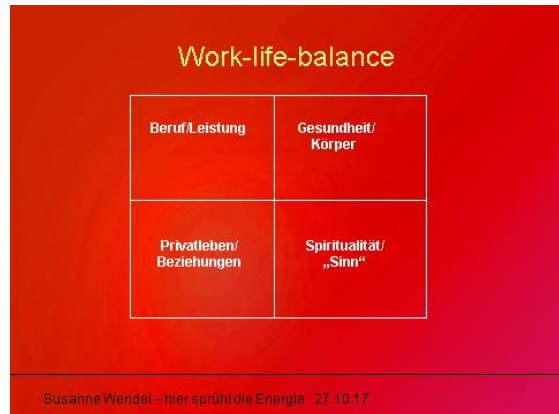 Work-life-balance
Beruf/Leistung
Gesundheit/
Körper
Privatleben/
Beziehungen
Spiritualität/
„Sinn“
Susanne Wendel – hier sprüht die Energie 27.10.17